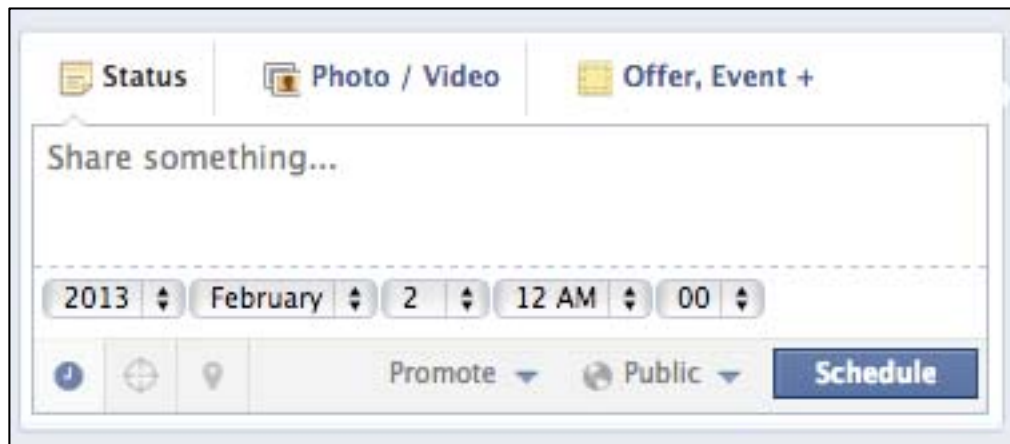 Status Photo / Video Offer, Event +
Share something...
2013 February 2 12 AM 00
Promote Public Schedule